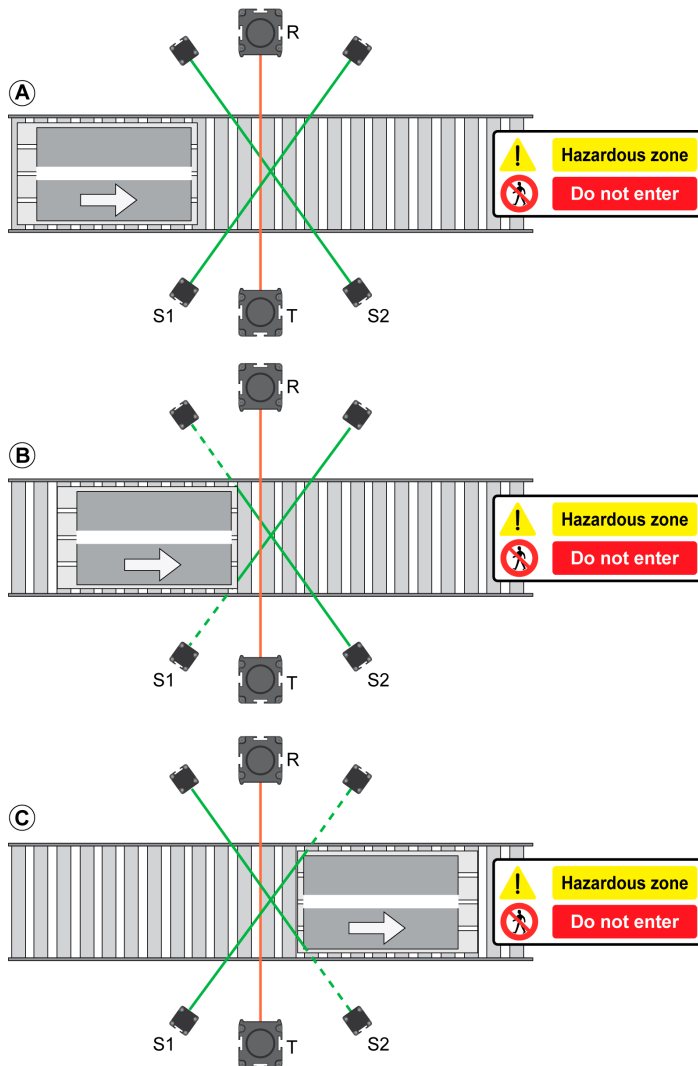 R
A
Hazardous zone
Do not enter
S1
T
S2
R
B
Hazardous zone
Do not enter
S1
T
S2
R
C
Hazardous zone
Do not enter
S1
T
S2